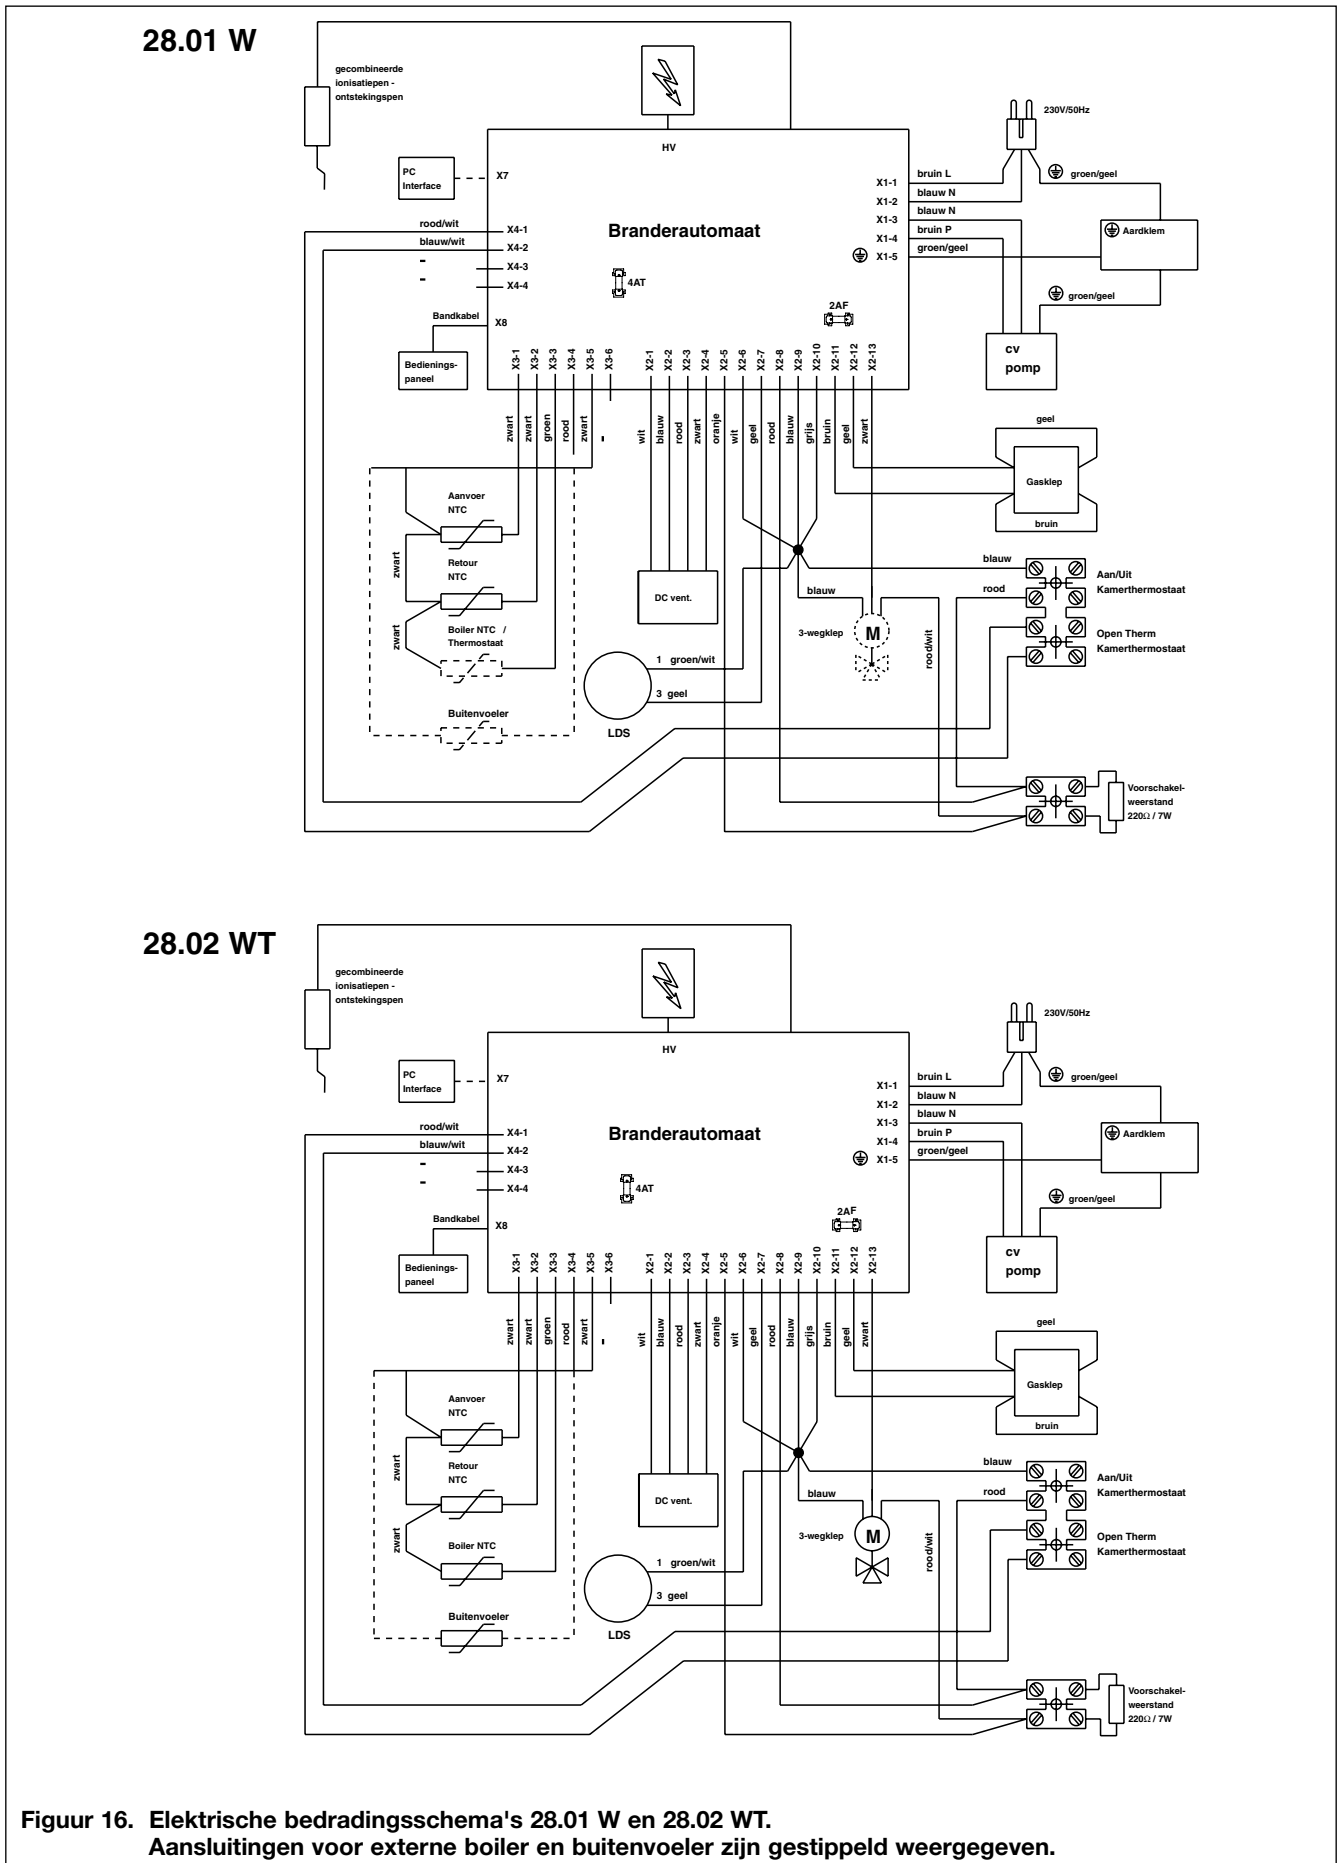 28.01 W
gecombineerde
ionisatiepen -
ontstekingspen
230V/50Hz
HV
PC
Interface
X7
bruin L
X1-1
groen/geel
blauw N
X1-2
blauw N
X1-3
rood/wit
X4-1
Branderautomaat
bruin P
X1-4
Aardklem
blauw/wit
X4-2
groen/geel
X1-5
-
X4-3
-
X4-4
4AT
groen/geel
2AF
Bandkabel
X8
Bedienings-
paneel
cv
pomp
X3-1
X3-2
X3-3
X3-4
X3-5
X3-6
X2-1
X2-2
X2-3
X2-4
X2-5
X2-6
X2-7
X2-8
X2-9
X2-10
X2-11
X2-12
X2-13
zwart
zwart
groen
rood
zwart
-
wit
blauw
rood
zwart
oranje
wit
geel
rood
blauw
grijs
bruin
geel
zwart
geel
Gasklep
bruin
Aanvoer
NTC
zwart
Retour
NTC
zwart
Boiler NTC /
Thermostaat
Buitenvoeler
DC vent.
blauw
blauw
rood
Aan/Uit
Kamerthermostaat
3-wegklep
M
rood/wit
Open Therm
Kamerthermostaat
1 groen/wit
3 geel
LDS
Voorschakel-
weerstand
220Ω / 7W
28.02 WT
gecombineerde
ionisatiepen -
ontstekingspen
230V/50Hz
HV
PC
Interface
X7
bruin L
X1-1
groen/geel
blauw N
X1-2
blauw N
X1-3
rood/wit
X4-1
Branderautomaat
bruin P
X1-4
Aardklem
blauw/wit
X4-2
groen/geel
X1-5
-
X4-3
-
X4-4
4AT
groen/geel
2AF
Bandkabel
X8
Bedienings-
paneel
cv
pomp
X3-1
X3-2
X3-3
X3-4
X3-5
X3-6
X2-1
X2-2
X2-3
X2-4
X2-5
X2-6
X2-7
X2-8
X2-9
X2-10
X2-11
X2-12
X2-13
zwart
zwart
groen
rood
zwart
-
wit
blauw
rood
zwart
oranje
wit
geel
rood
blauw
grijs
bruin
geel
zwart
geel
Gasklep
bruin
Aanvoer
NTC
zwart
Retour
NTC
zwart
Boiler NTC
Buitenvoeler
DC vent.
blauw
blauw
rood
Aan/Uit
Kamerthermostaat
3-wegklep
M
rood/wit
Open Therm
Kamerthermostaat
1 groen/wit
3 geel
LDS
Voorschakel-
weerstand
220Ω / 7W
Figuur 16. Elektrische bedradingsschema's 28.01 W en 28.02 WT.
Aansluitingen voor externe boiler en buitenvoeler zijn gestippeld weergegeven.